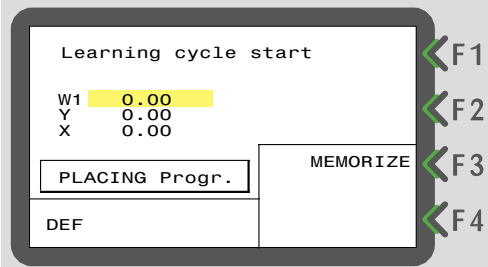 Learning cycle start
F1
W1 0.00
F2
Y 0.00
X 0.00
MEMORIZE
F3
PLACING Progr.
DEF
F4